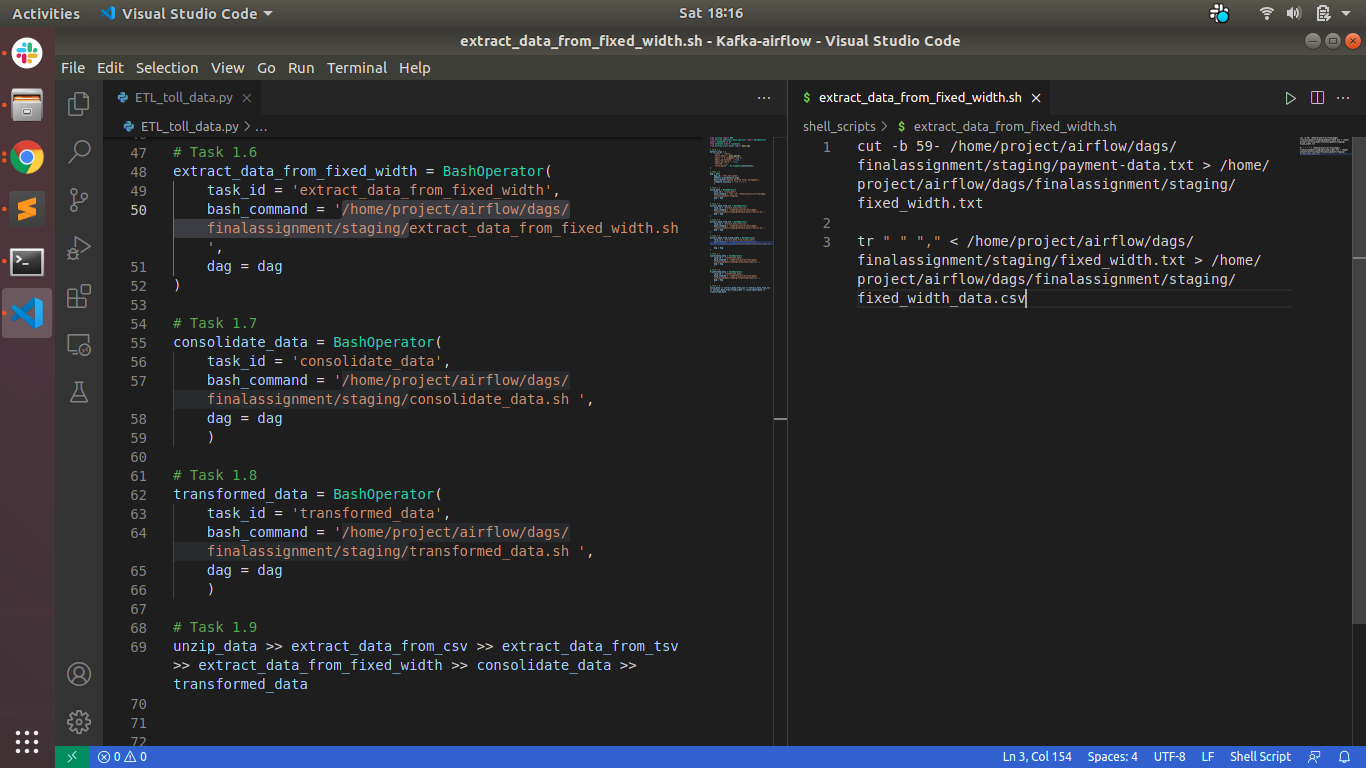 Activities
Visual Studio Code
Sat 18:16
extract_data_from_fixed_width.sh - Kafka-airflow - Visual Studio Code
File Edit Selection View Go Run Terminal Help
ETL_toll_data.py
ETL_toll_data.py > ...
47 # Task 1.6
48 extract_data_from_fixed_width = BashOperator(
49 task_id = 'extract_data_from_fixed_width',
50 bash_command = '/home/project/airflow/dags/
finalassignment/staging/extract_data_from_fixed_width.sh
',
51 dag = dag
52 )
53
54 # Task 1.7
55 consolidate_data = BashOperator(
56 task_id = 'consolidate_data',
57 bash_command = '/home/project/airflow/dags/
finalassignment/staging/consolidate_data.sh ',
58 dag = dag
59 )
60
61 # Task 1.8
62 transformed_data = BashOperator(
63 task_id = 'transformed_data',
64 bash_command = '/home/project/airflow/dags/
finalassignment/staging/transformed_data.sh ',
65 dag = dag
66 )
67
68 # Task 1.9
69 unzip_data >> extract_data_from_csv >> extract_data_from_tsv
>> extract_data_from_fixed_width >> consolidate_data >>
transformed_data
70
71
72
extract_data_from_fixed_width.sh
shell_scripts > extract_data_from_fixed_width.sh
1 cut -b 59- /home/project/airflow/dags/
finalassignment/staging/payment-data.txt > /home/
project/airflow/dags/finalassignment/staging/
fixed_width.txt
2
3 tr " " "," < /home/project/airflow/dags/
finalassignment/staging/fixed_width.txt > /home/
project/airflow/dags/finalassignment/staging/
fixed_width_data.csv
0 0
Ln 3, Col 154
Spaces: 4
UTF-8
LF
Shell Script